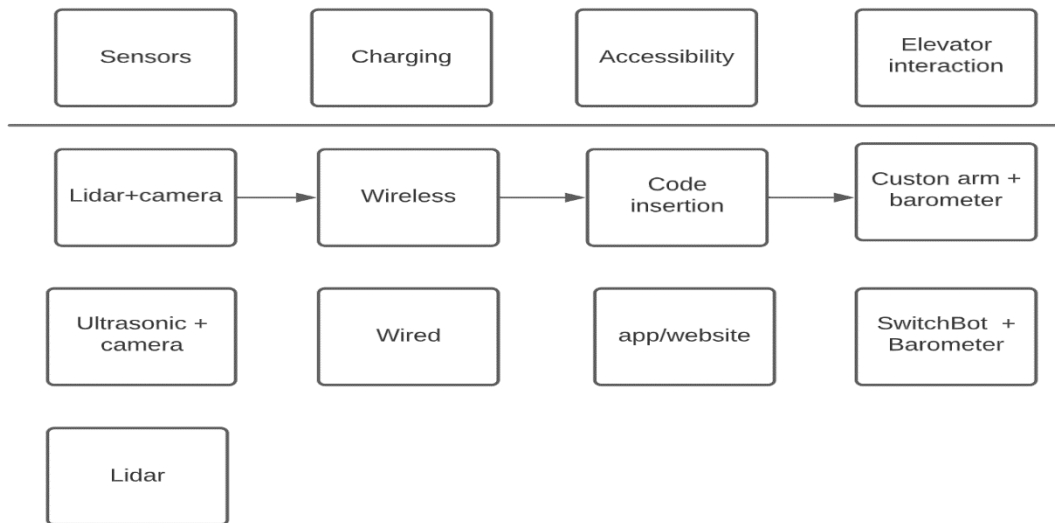 Sensors
Charging
Accessibility
Elevator
interaction
Lidar+camera
Wireless
Code
insertion
Custon arm +
barometer
Ultrasonic +
camera
Wired
app/website
SwitchBot +
Barometer
Lidar